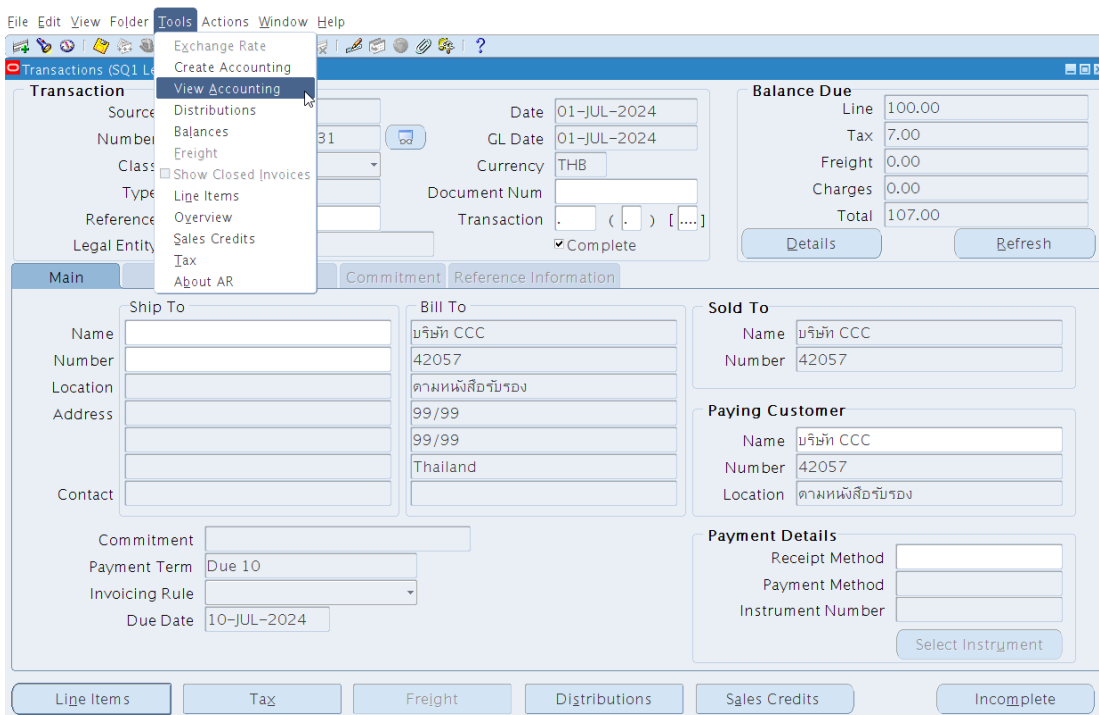 File Edit View Folder Tools Actions Window Help
Exchange Rate
Create Accounting
View Accounting
Distributions
Balances
Freight
Show Closed Invoices
Line Items
Overview
Sales Credits
Tax
About AR
Transactions (SQ1 Le
Transaction
Source
Number 31
Class
Type
Reference
Legal Entity
Date 01-JUL-2024
GL Date 01-JUL-2024
Currency THB
Document Num
Transaction . ( . ) [ .... ]
Complete
Balance Due
Line 100.00
Tax 7.00
Freight 0.00
Charges 0.00
Total 107.00
Details Refresh
Main Commitment Reference Information
Ship To
Name
Number
Location
Address
Contact
Bill To
บริษัท CCC
42057
ตามหนังสือรับรอง
99/99
99/99
Thailand
Sold To
Name บริษัท CCC
Number 42057
Paying Customer
Name บริษัท CCC
Number 42057
Location ตามหนังสือรับรอง
Commitment
Payment Term Due 10
Invoicing Rule
Due Date 10-JUL-2024
Payment Details
Receipt Method
Payment Method
Instrument Number
Select Instrument
Line Items Tax Freight Distributions Sales Credits Incomplete